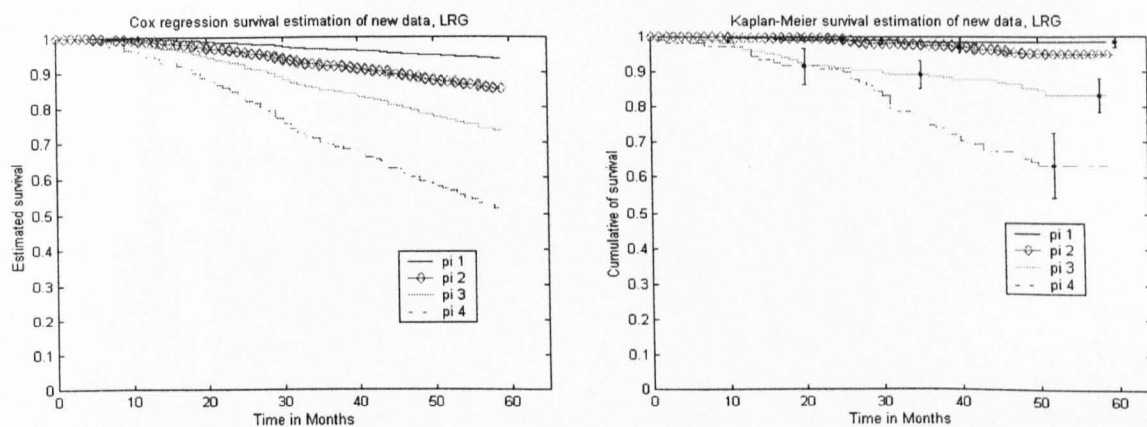 Cox regression survival estimation of new data, LRG
1
0.9
0.8
0.7
0.6
0.5
0.4
0.3
0.2
0.1
0
Estimated survival
pi 1
pi 2
pi 3
pi 4
0 10 20 30 40 50 60
Time in Months
Kaplan-Meier survival estimation of new data, LRG
1
0.9
0.8
0.7
0.6
0.5
0.4
0.3
0.2
0.1
0
Cumulative of survival
pi 1
pi 2
pi 3
pi 4
0 10 20 30 40 50 60
Time in Months